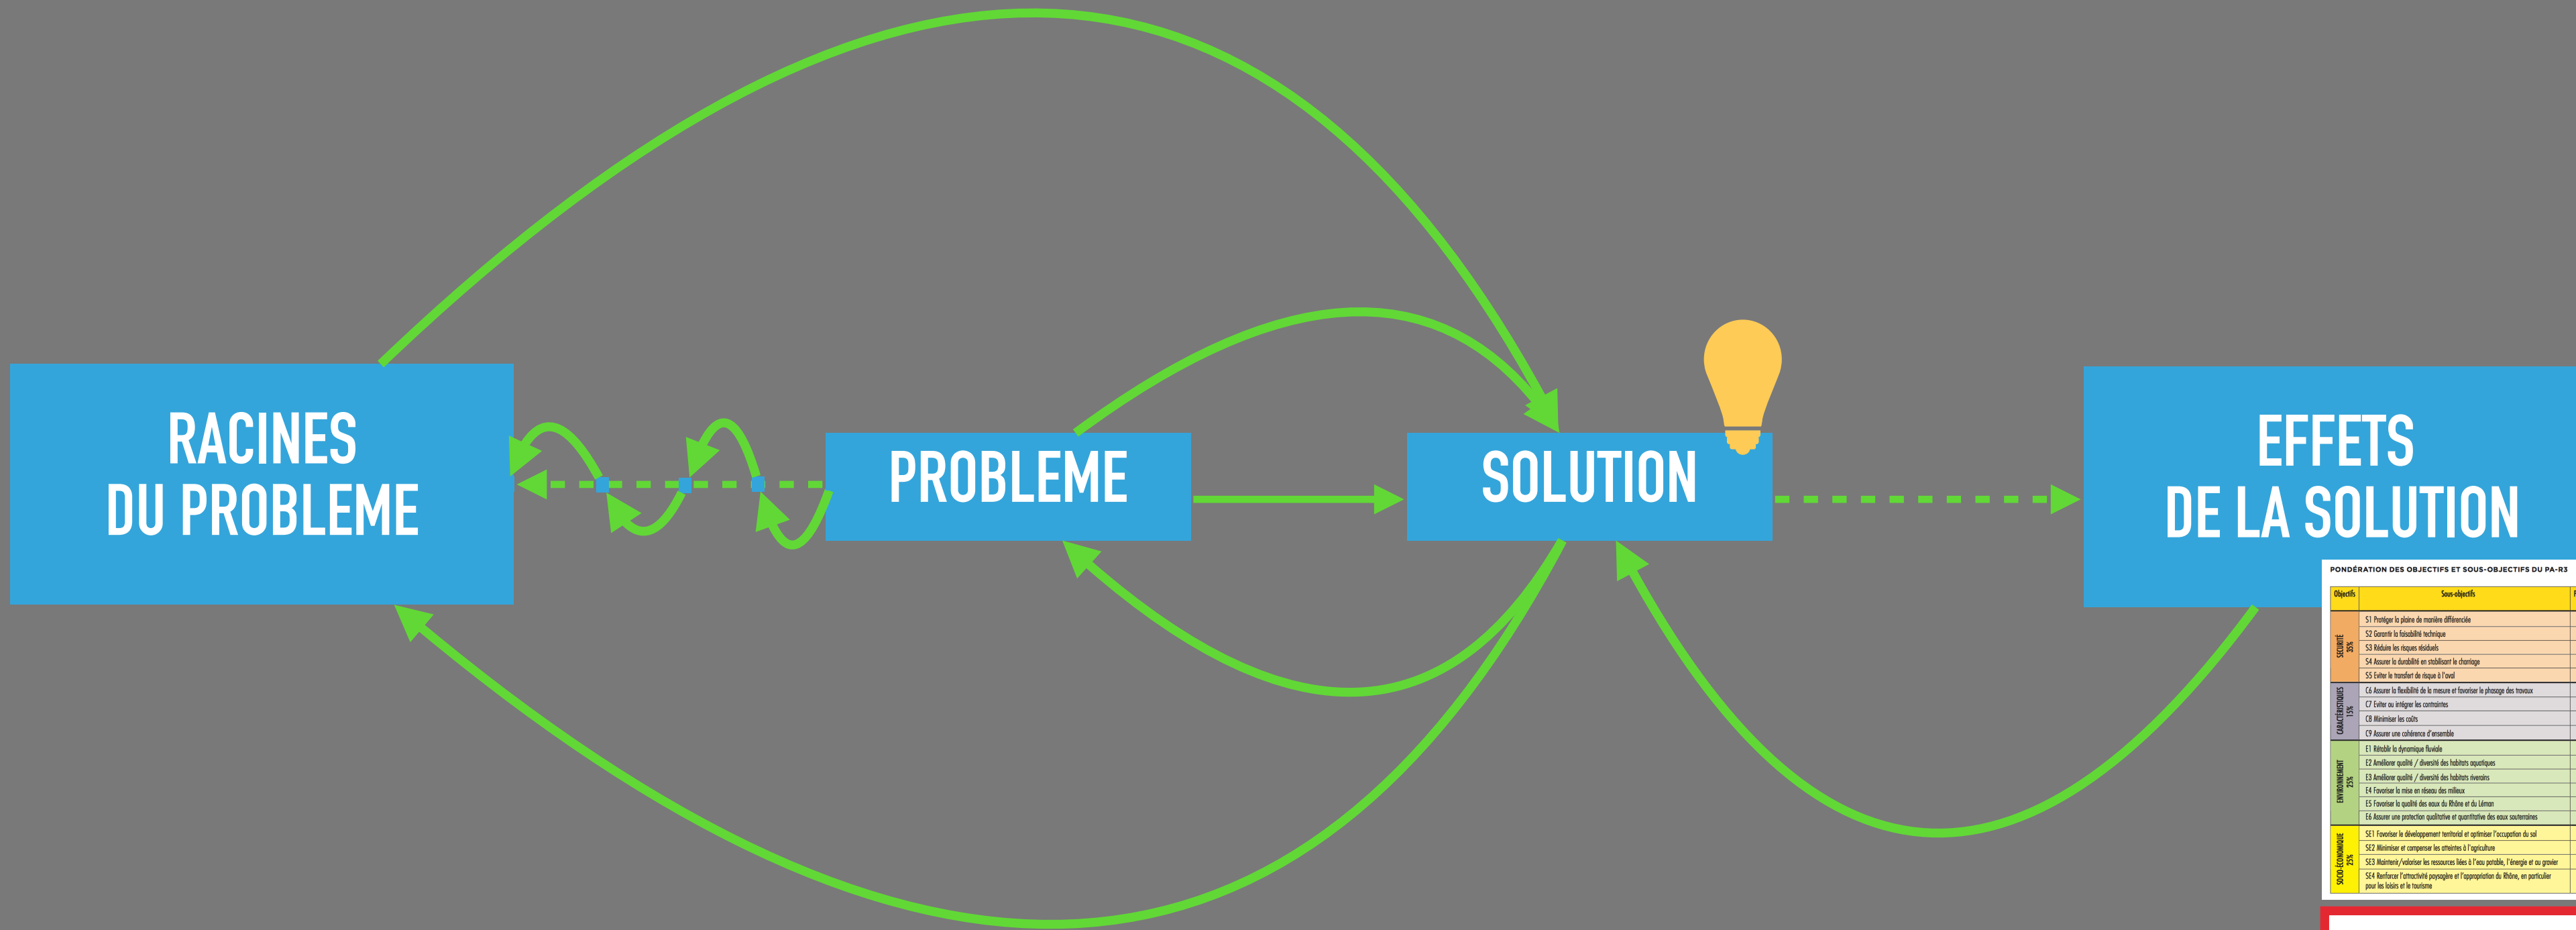 RACINES
DU PROBLEME
PROBLEME
SOLUTION
EFFETS
DE LA SOLUTION
PONDÉRATION DES OBJECTIFS ET SOUS-OBJECTIFS DU PA-R3
Objectifs
Sous-objectifs
SECURITÉ
35%
S1 Protéger la plaine de manière différenciée
S2 Garantir la faisabilité technique
S3 Réduire les risques résiduels
S4 Assurer la durabilité en stabilisant le charriage
S5 Eviter le transfert de risque à l'aval
CARACTÉRISTIQUES
15%
C6 Assurer la flexibilité de la mesure et favoriser le phasage des travaux
C7 Eviter ou intégrer les contraintes
C8 Minimiser les coûts
C9 Assurer une cohérence d'ensemble
ENVIRONNEMENT
25%
E1 Rétablir la dynamique fluviale
E2 Améliorer qualité / diversité des habitats aquatiques
E3 Améliorer qualité / diversité des habitats riverains
E4 Favoriser la mise en réseau des milieux
E5 Favoriser la qualité des eaux du Rhône et du Léman
E6 Assurer une protection qualitative et quantitative des eaux souterraines
SOCIO-ÉCONOMIQUE
25%
SE1 Favoriser le développement territorial et optimiser l'occupation du sol
SE2 Minimiser et compenser les atteintes à l'agriculture
SE3 Maintenir/valoriser les ressources liées à l'eau potable, l'énergie et au gravier
SE4 Renforcer l'attractivité paysagère et l'appropriation du Rhône, en particulier
pour les loisirs et le tourisme